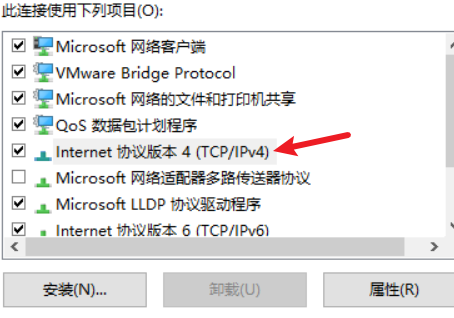 此连接使用下列项目(O):
Microsoft 网络客户端
VMware Bridge Protocol
Microsoft 网络的文件和打印机共享
QoS 数据包计划程序
Internet 协议版本 4 (TCP/IPv4)
Microsoft 网络适配器多路传送器协议
Microsoft LLDP 协议驱动程序
Internet 协议版本 6 (TCP/IPv6)
安装(N)... 卸载(U) 属性(R)